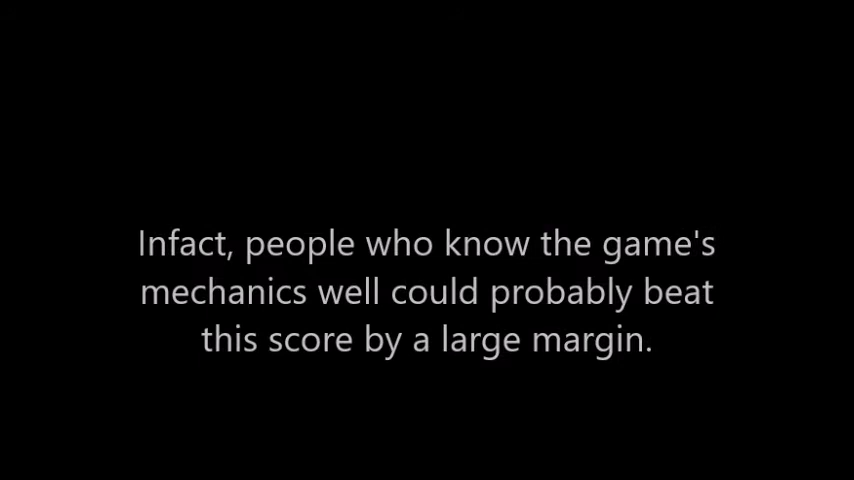 Infact, people who know the game's
mechanics well could probably beat
this score by a large margin.